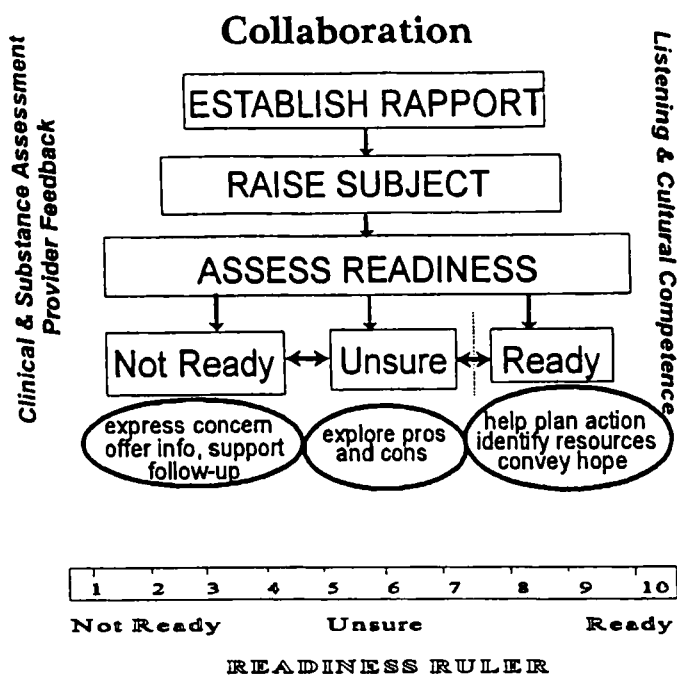 Collaboration
Clinical & Substance Assessment
Provider Feedback
Listening & Cultural Competence
ESTABLISH RAPPORT
RAISE SUBJECT
ASSESS READINESS
Not Ready
Unsure
Ready
express concern
offer info, support
follow-up
explore pros
and cons
help plan action
identify resources
convey hope
1 2 3 4 5 6 7 8 9 10
Not Ready Unsure Ready
READINESS RULER